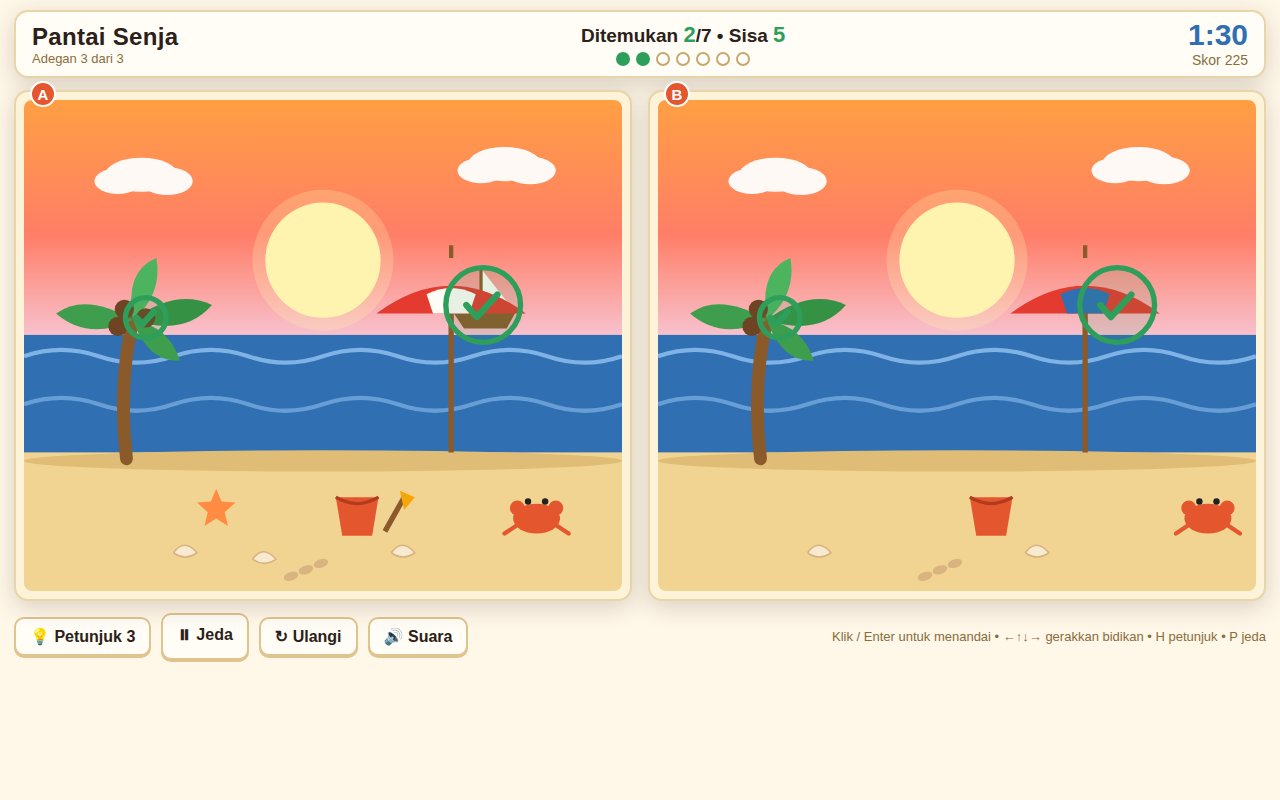 Pantai Senja
Adegan 3 dari 3
Ditemukan 2/7 • Sisa 5
1:30
Skor 225
A
B
💡 Petunjuk 3
⏸ Jeda
↻ Ulangi
🔊 Suara
Klik / Enter untuk menandai • ←↑↓→ gerakkan bidikan • H petunjuk • P jeda